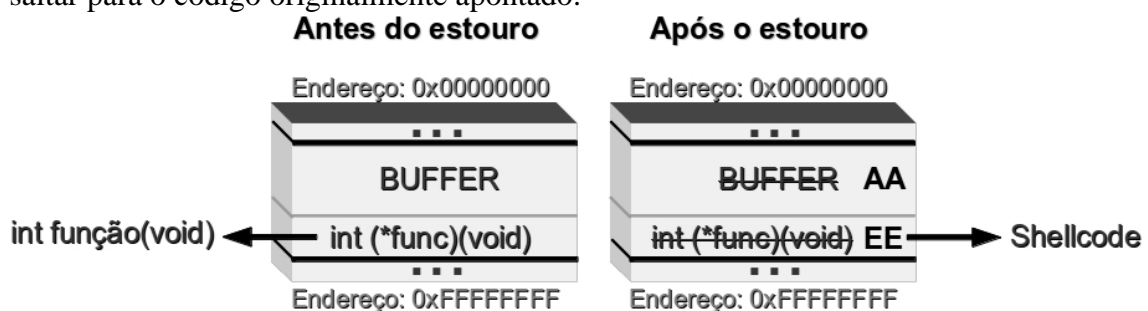 saltar para o código originalmente apontado.
Antes do estouro Após o estouro
Endereço: 0x00000000 Endereço: 0x00000000
BUFFER BUFFER AA
int função(void) int (*func)(void) int (*func)(void) EE Shellcode
Endereço: 0xFFFFFFFF Endereço: 0xFFFFFFFF